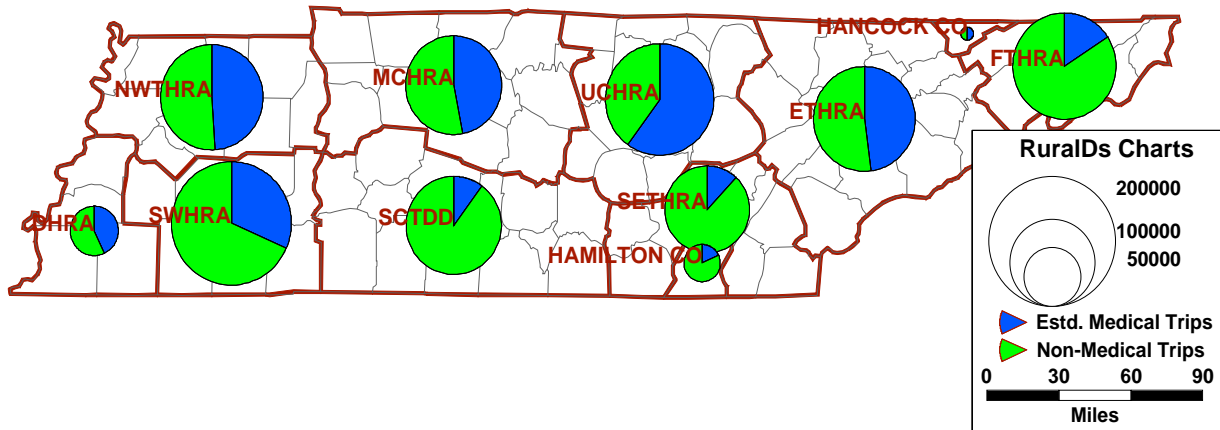 HANCOCK CO
FTHRA
MCHRA
NWTHRA
UCHRA
ETHRA
RuralDs Charts
200000
100000
50000
SETHRA
SWHRA
SCTDD
DHRA
HAMILTON CO
Estd. Medical Trips
Non-Medical Trips
0 30 60 90
Miles